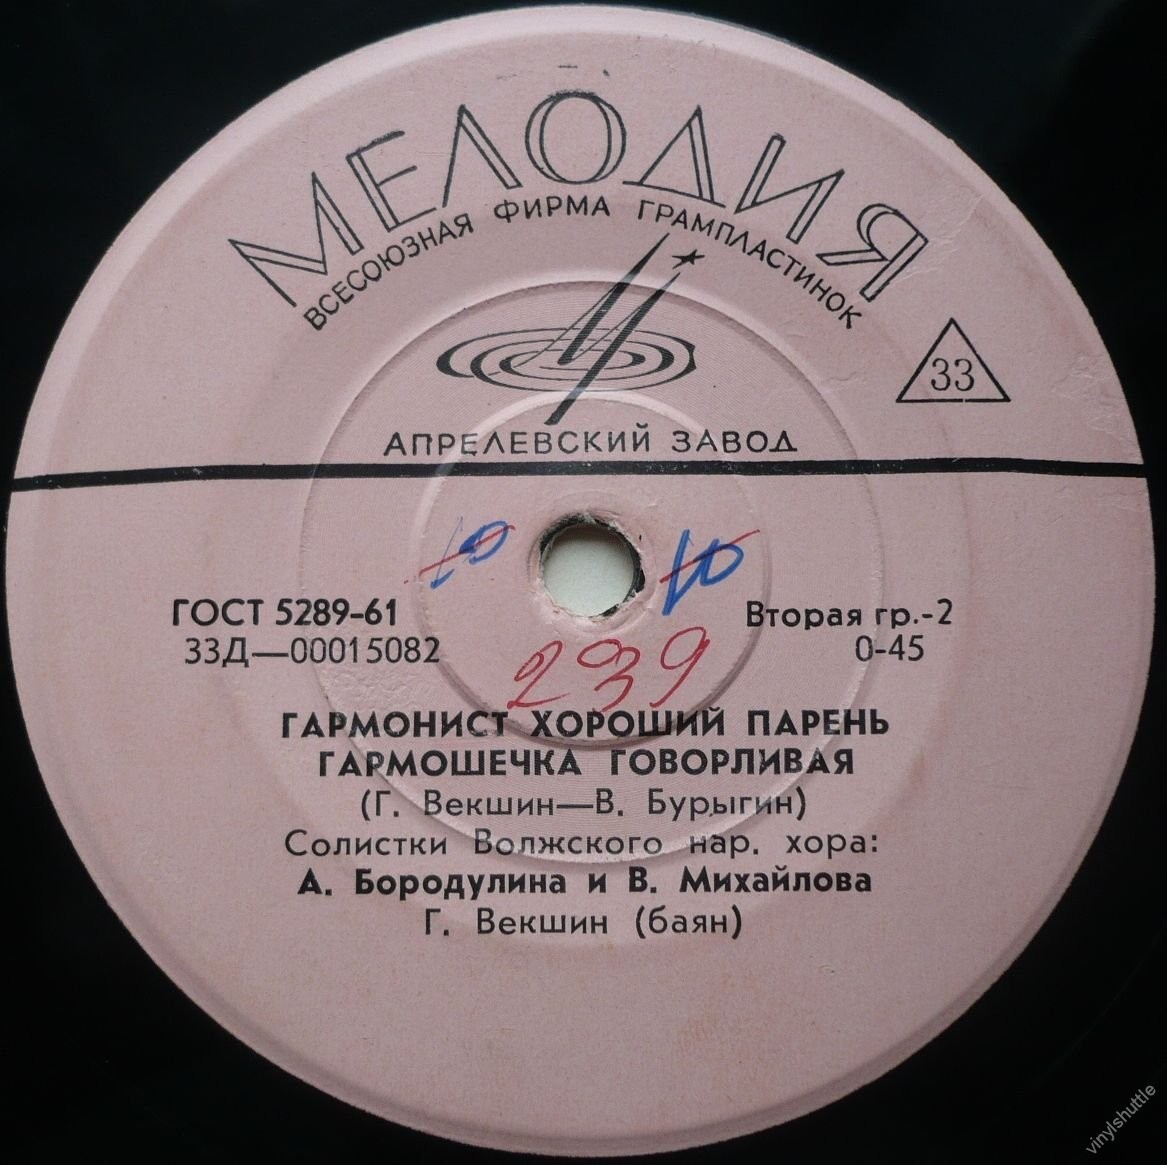 МЕЛОДИЯ
ВСЕСОЮЗНАЯ ФИРМА ГРАМПЛАСТИНОК
33
АПРЕЛЕВСКИЙ ЗАВОД
10 10
ГОСТ 5289-61 Вторая гр.-2
33Д—00015082 0-45
239
ГАРМОНИСТ ХОРОШИЙ ПАРЕНЬ
ГАРМОШЕЧКА ГОВОРЛИВАЯ
(Г. Векшин—В. Бурыгин)
Солистки Волжского нар. хора:
А. Бородулина и В. Михайлова
Г. Векшин (баян)
vinylshuttle